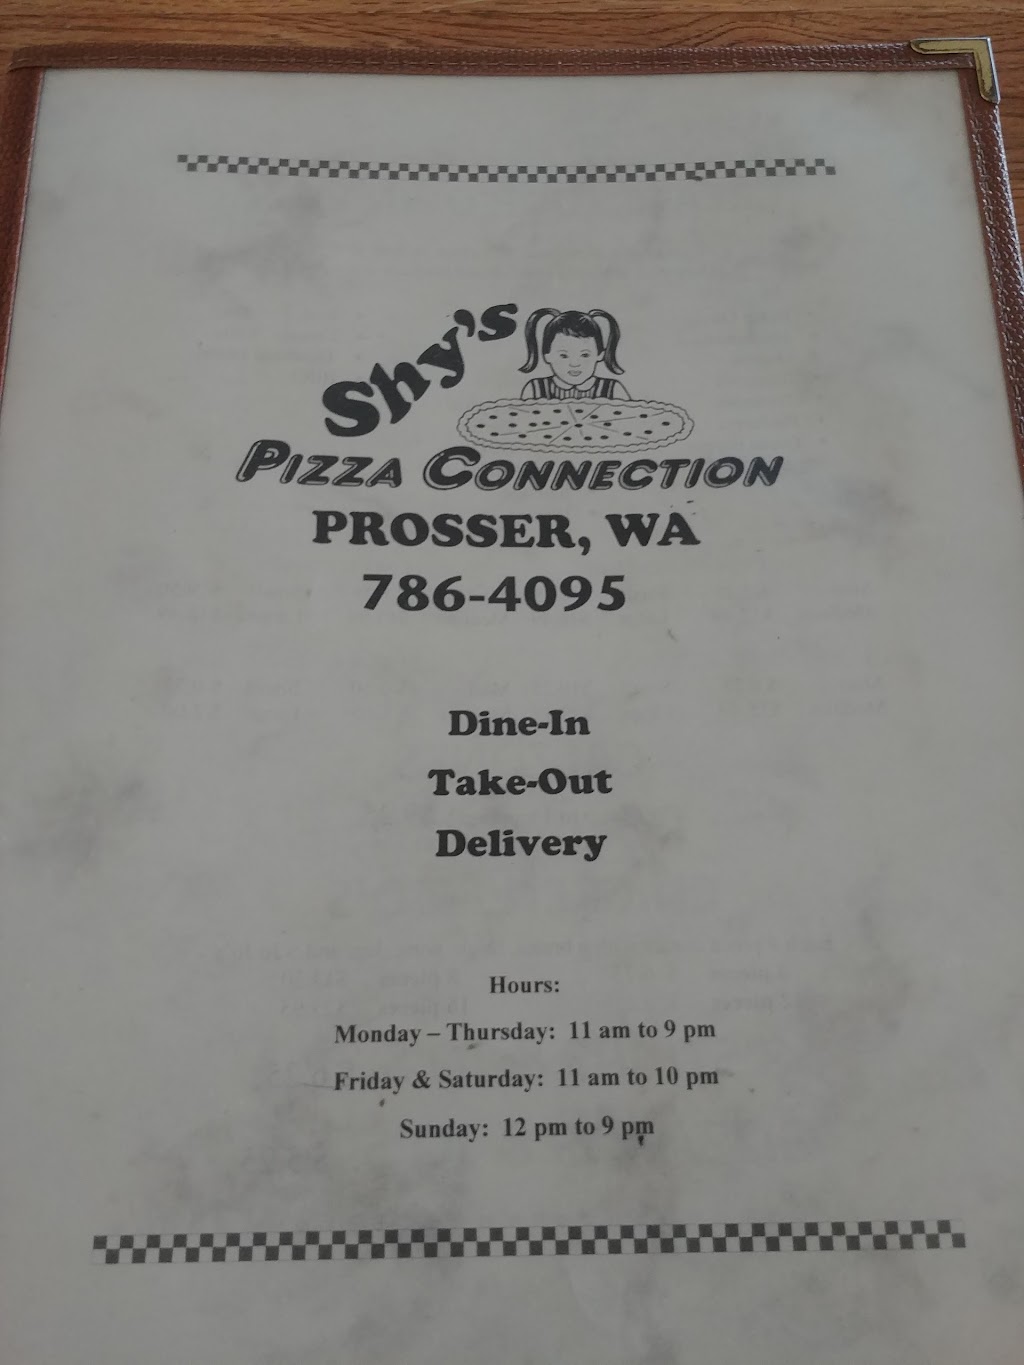 Shy's
PIZZA CONNECTION
PROSSER, WA
786-4095
Dine-In
Take-Out
Delivery
Hours:
Monday – Thursday: 11 am to 9 pm
Friday & Saturday: 11 am to 10 pm
Sunday: 12 pm to 9 pm